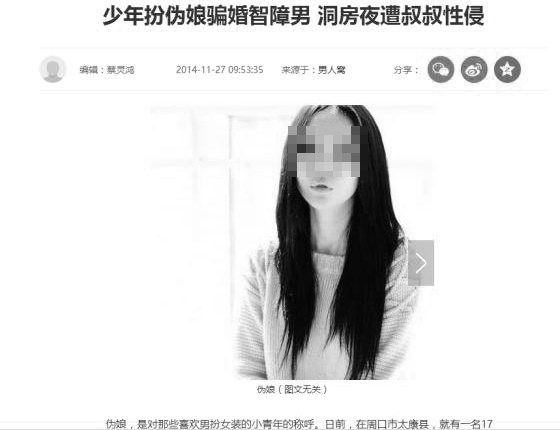 少年扮伪娘骗婚智障男 洞房夜遭叔叔性侵
编辑：蔡灵鸿 2014-11-27 09:53:35 来源于：男人窝 分享：
伪娘（图文无关）
伪娘，是对那些喜欢男扮女装的小青年的称呼。日前，在周口市太康县，就有一名17